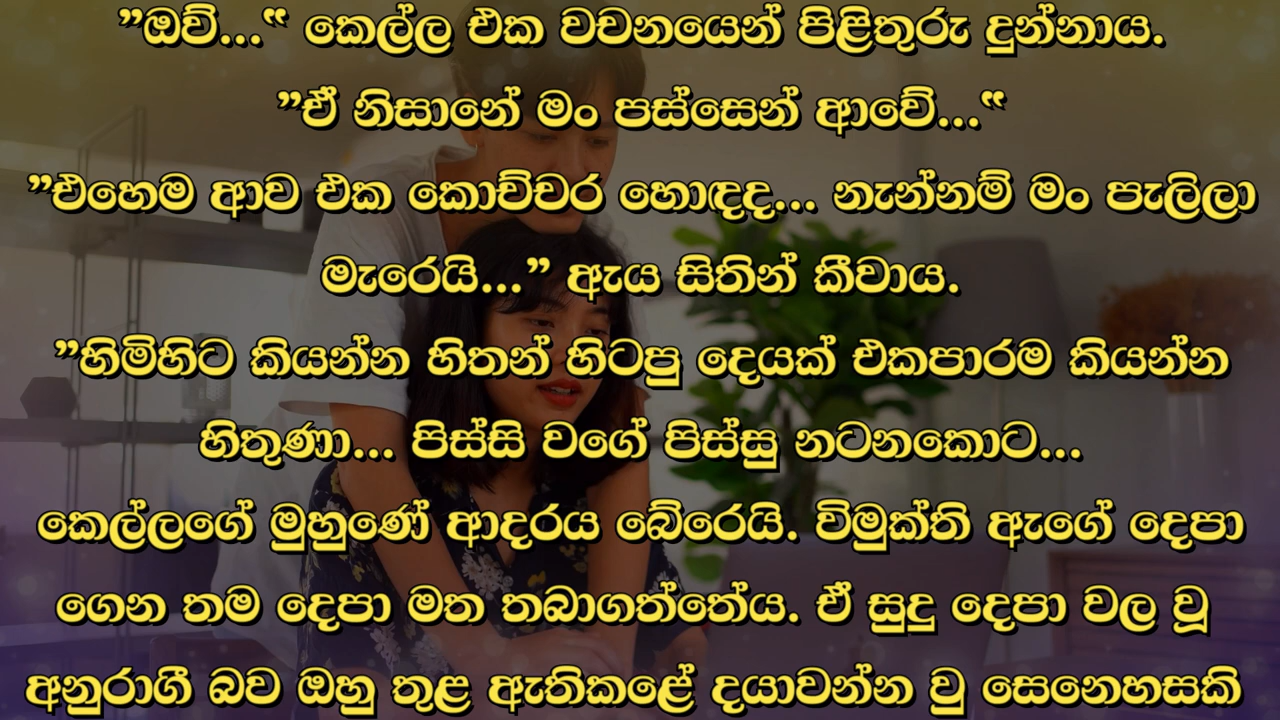 ”ඔව්...“ කෙල්ල එක වචනයෙන් පිළිතුරු දුන්නාය.
”ඒ නිසානේ මං පස්සෙන් ආවේ...“
”එහෙම ආව එක කොච්චර හොඳද... නැන්නම් මං පැලිලා
මැරෙයි...” ඇය සිතින් කීවාය.
”හිමිහිට කියන්න හිතන් හිටපු දෙයක් එකපාරම කියන්න
හිතුණා... පිස්සි වගේ පිස්සු නටනකොට...
කෙල්ලගේ මුහුණේ ආදරය බේරෙයි. විමුක්ති ඇගේ දෙපා
ගෙන තම දෙපා මත තබාගත්තේය. ඒ සුදු දෙපා වල වූ
අනුරාගී බව ඔහු තුළ ඇතිකළේ දයාවන්න වු සෙනෙහසකි